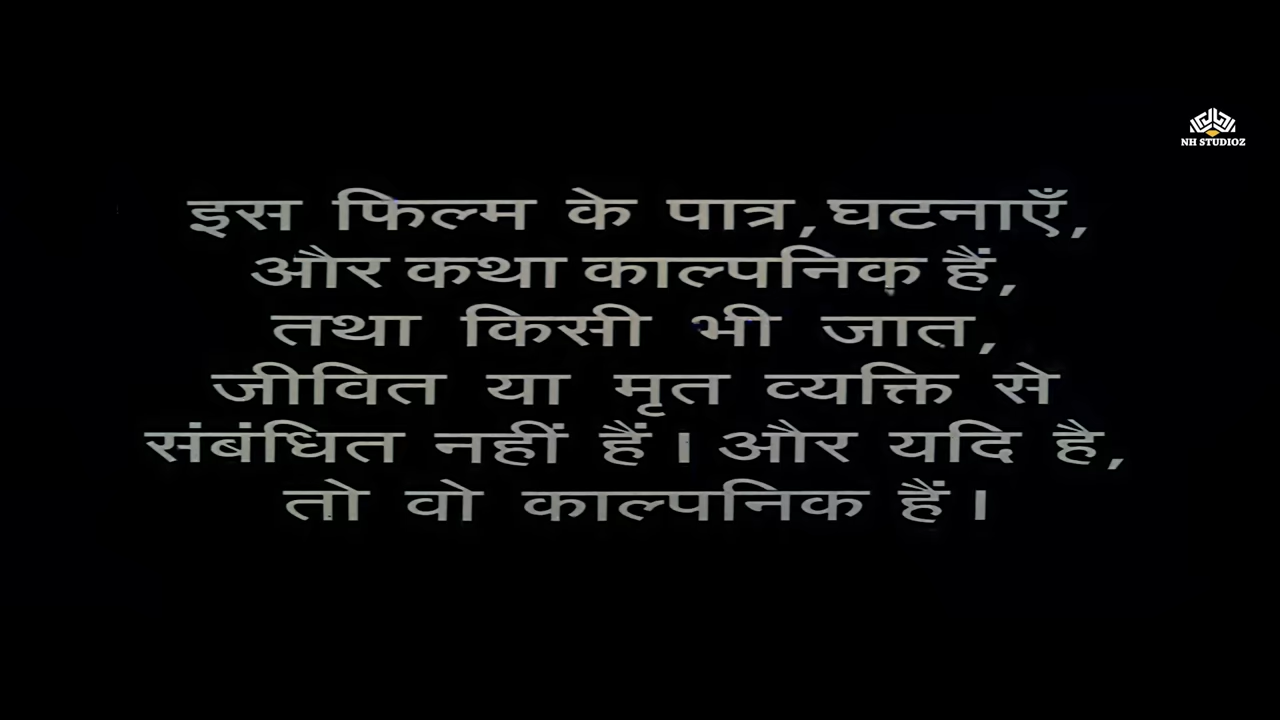 NH STUDIOZ
इस फिल्म के पात्र,घटनाएँ,
और कथा काल्पनिक हैं,
तथा किसी भी जात,
जीवित या मृत व्यक्ति से
संबंधित नहीं हैं । और यदि है,
तो वो काल्पनिक हैं ।